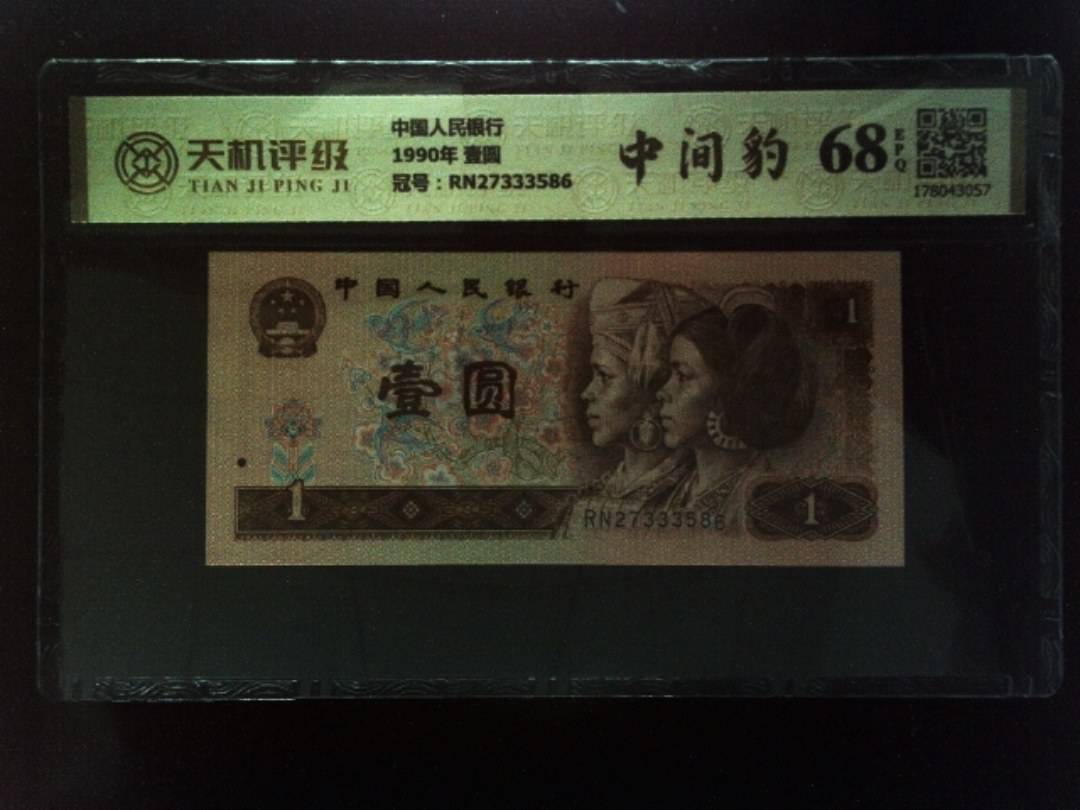 天机评级
TIAN JI PING JI
中国人民银行
1990年 壹圆
冠号：RN27333586
中间豹
68
EPQ
178043057
中国人民银行
1
壹圆
1
RN27333586
1